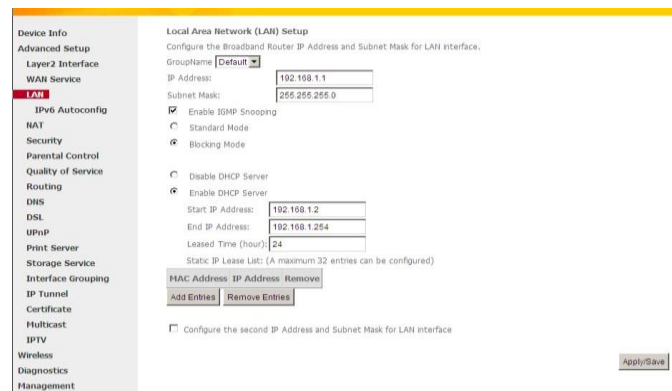 Device Info
Advanced Setup
Layer2 Interface
WAN Service
LAN
IPv6 Autoconfig
NAT
Security
Parental Control
Quality of Service
Routing
DNS
DSL
UPnP
Print Server
Storage Service
Interface Grouping
IP Tunnel
Certificate
Multicast
IPTV
Wireless
Diagnostics
Management
Local Area Network (LAN) Setup
Configure the Broadband Router IP Address and Subnet Mask for LAN interface.
GroupName Default
IP Address: 192.168.1.1
Subnet Mask: 255.255.255.0
Enable IGMP Snooping
Standard Mode
Blocking Mode
Disable DHCP Server
Enable DHCP Server
Start IP Address: 192.168.1.2
End IP Address: 192.168.1.254
Leased Time (hour): 24
Static IP Lease List: (A maximum 32 entries can be configured)
MAC Address IP Address Remove
Add Entries Remove Entries
Configure the second IP Address and Subnet Mask for LAN interface
Apply/Save